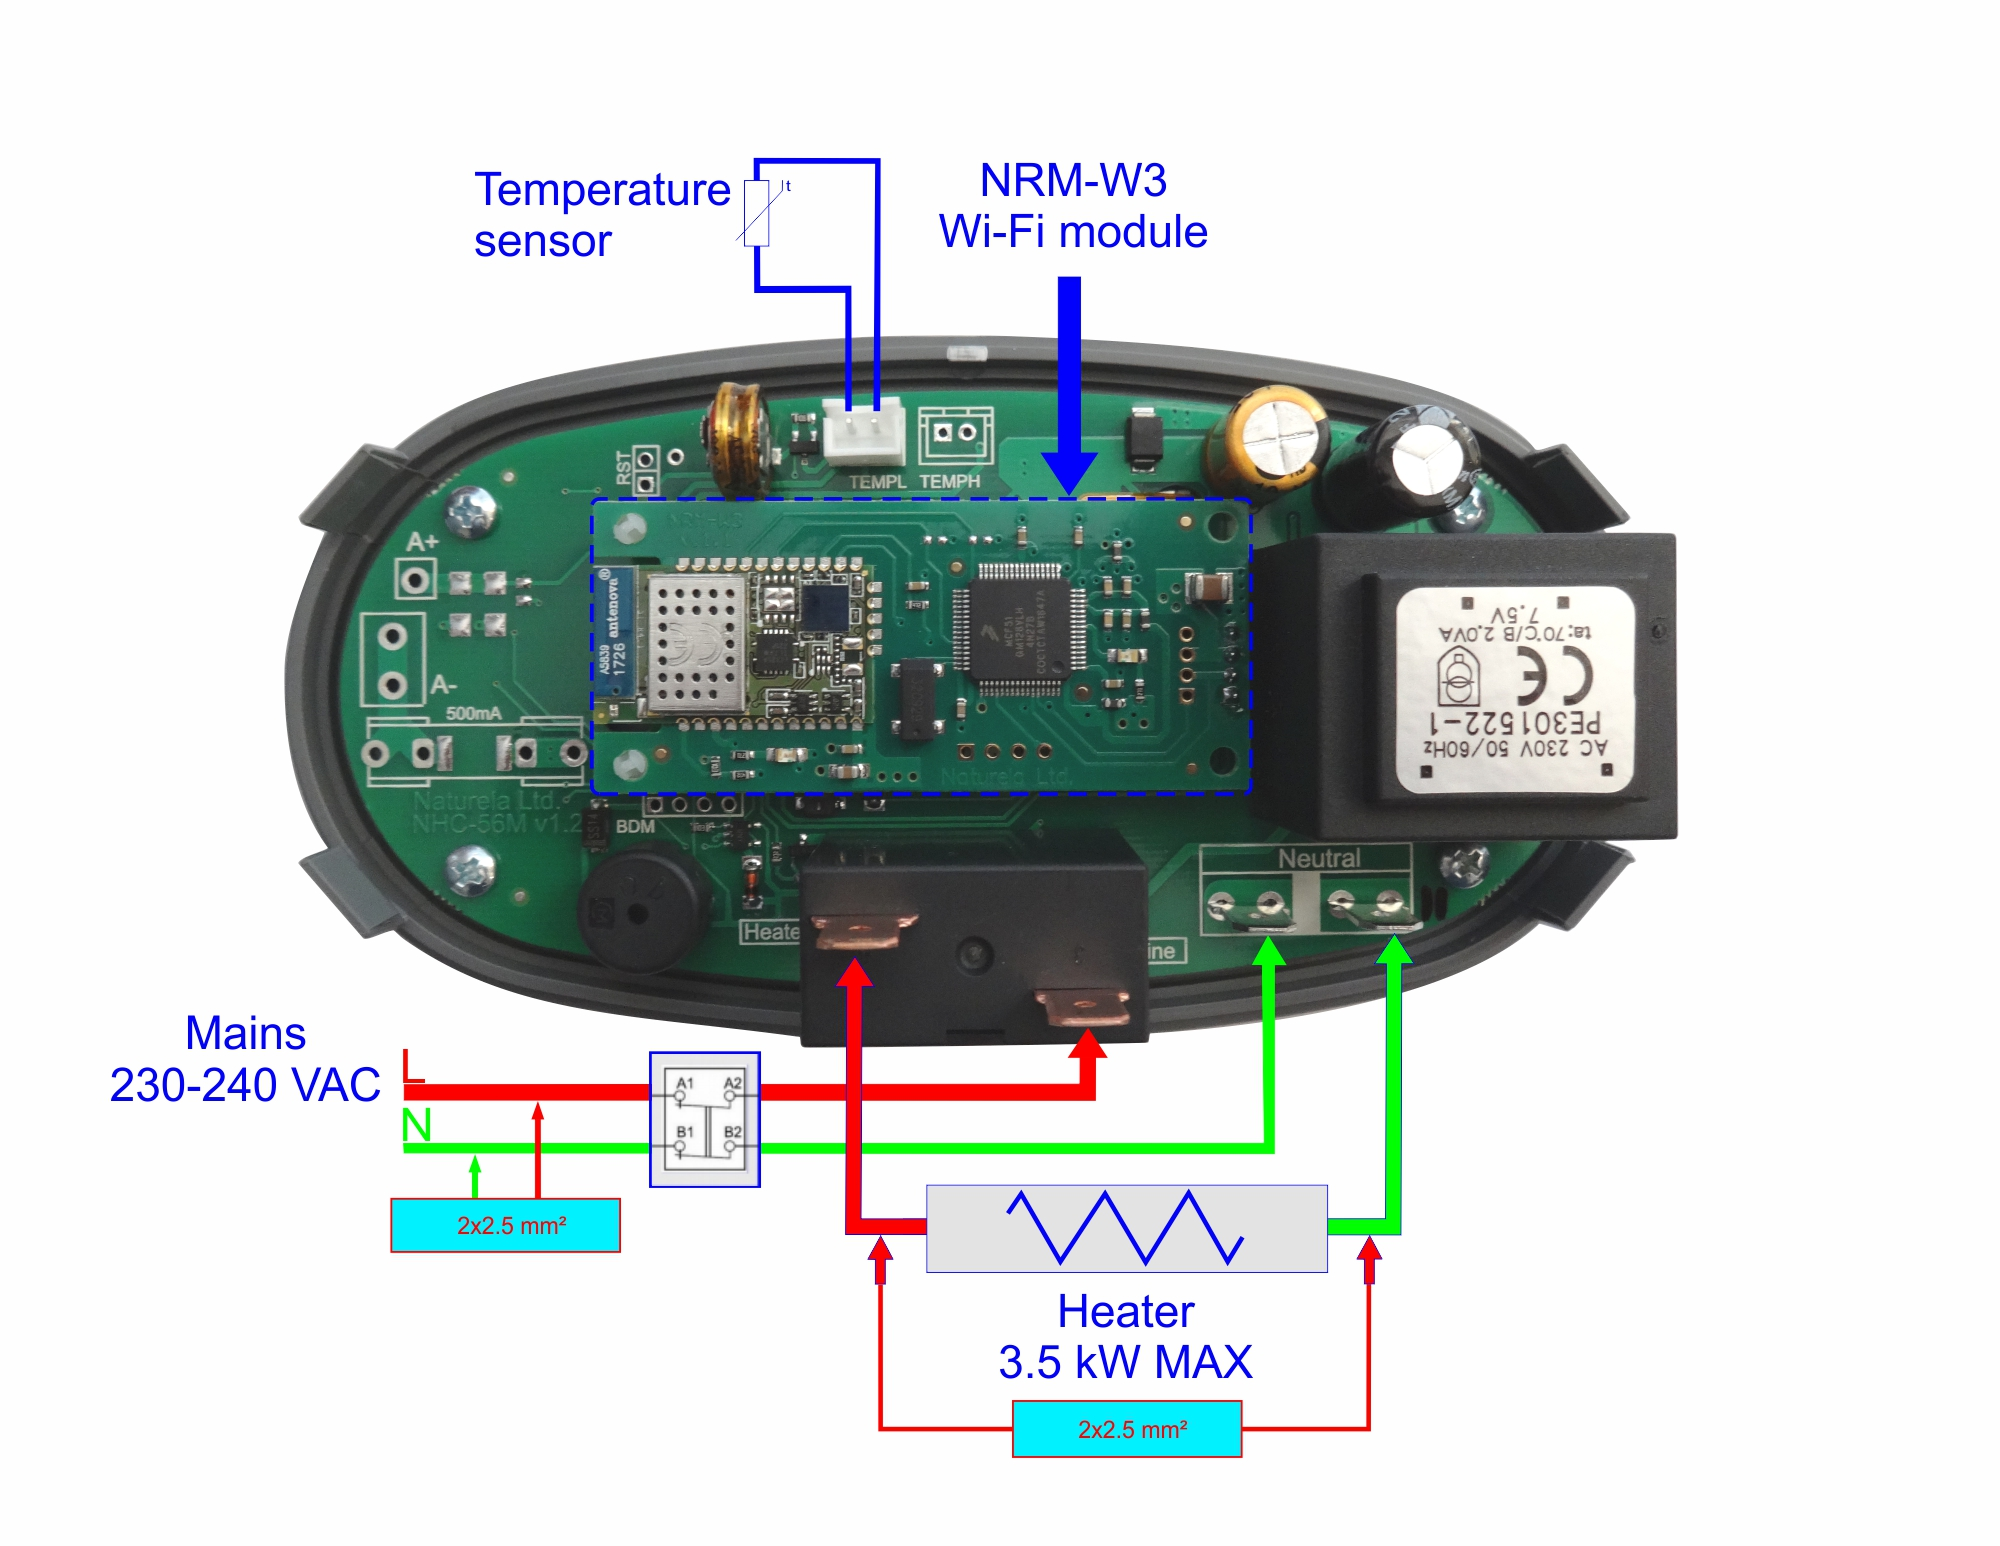 Temperature
sensor
t
NRM-W3
Wi-Fi module
RST
TEMPL TEMPH
A+
A-
500mA
Naturela Ltd.
NHC-56M v1.2
BDM
antenova®
A5839
1726
Naturela Ltd.
AC 230V 50/60Hz
PE301522-1
CE
ta:70°C/B 2.0VA
7.5V
Neutral
Heate
ine
Mains
230-240 VAC
L
N
A1 A2
B1 B2
2x2.5 mm²
Heater
3.5 kW MAX
2x2.5 mm²